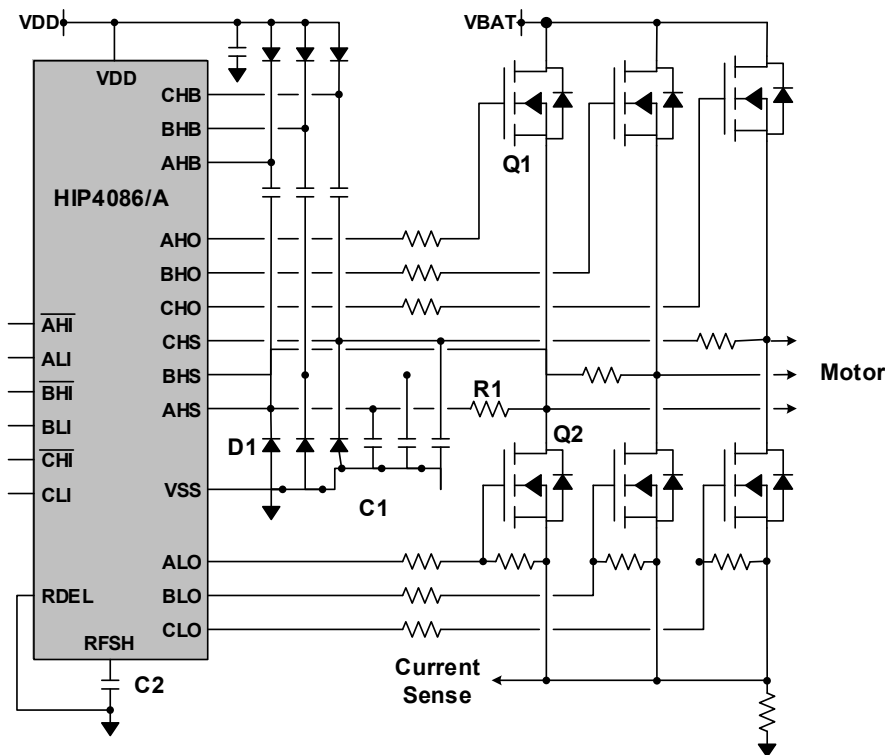 VDD
VBAT
VDD
CHB
BHB
AHB
Q1
HIP4086/A
AHO
BHO
CHO
AHI
CHS
ALI
BHS
Motor
BHI
R1
AHS
BLI
D1
Q2
CHI
CLI
VSS
C1
ALO
RDEL
BLO
CLO
RFSH
Current
Sense
C2